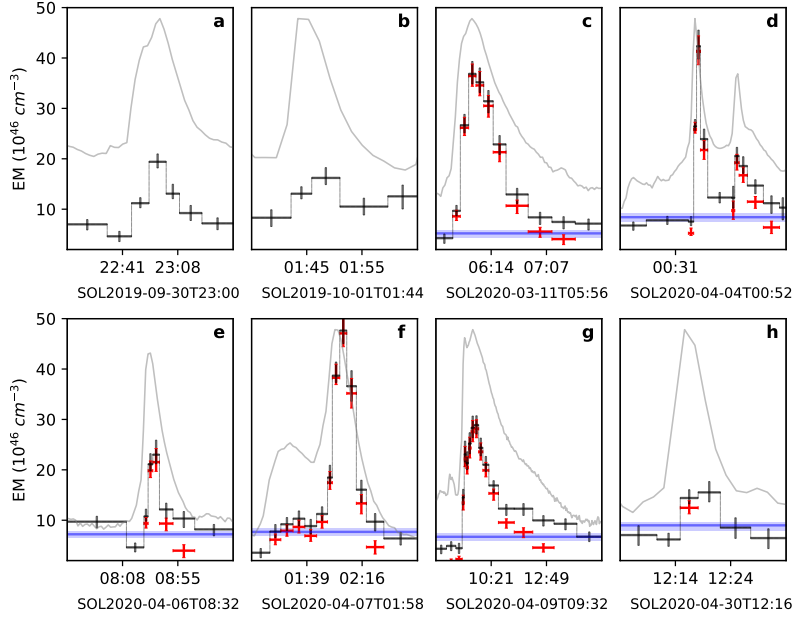 a
b
c
d
50
40
30
20
10
EM (10^46 cm^−3)
22:41 23:08
01:45 01:55
06:14 07:07
00:31
SOL2019-09-30T23:00
SOL2019-10-01T01:44
SOL2020-03-11T05:56
SOL2020-04-04T00:52
e
f
g
h
50
40
30
20
10
EM (10^46 cm^−3)
08:08 08:55
01:39 02:16
10:21 12:49
12:14 12:24
SOL2020-04-06T08:32
SOL2020-04-07T01:58
SOL2020-04-09T09:32
SOL2020-04-30T12:16